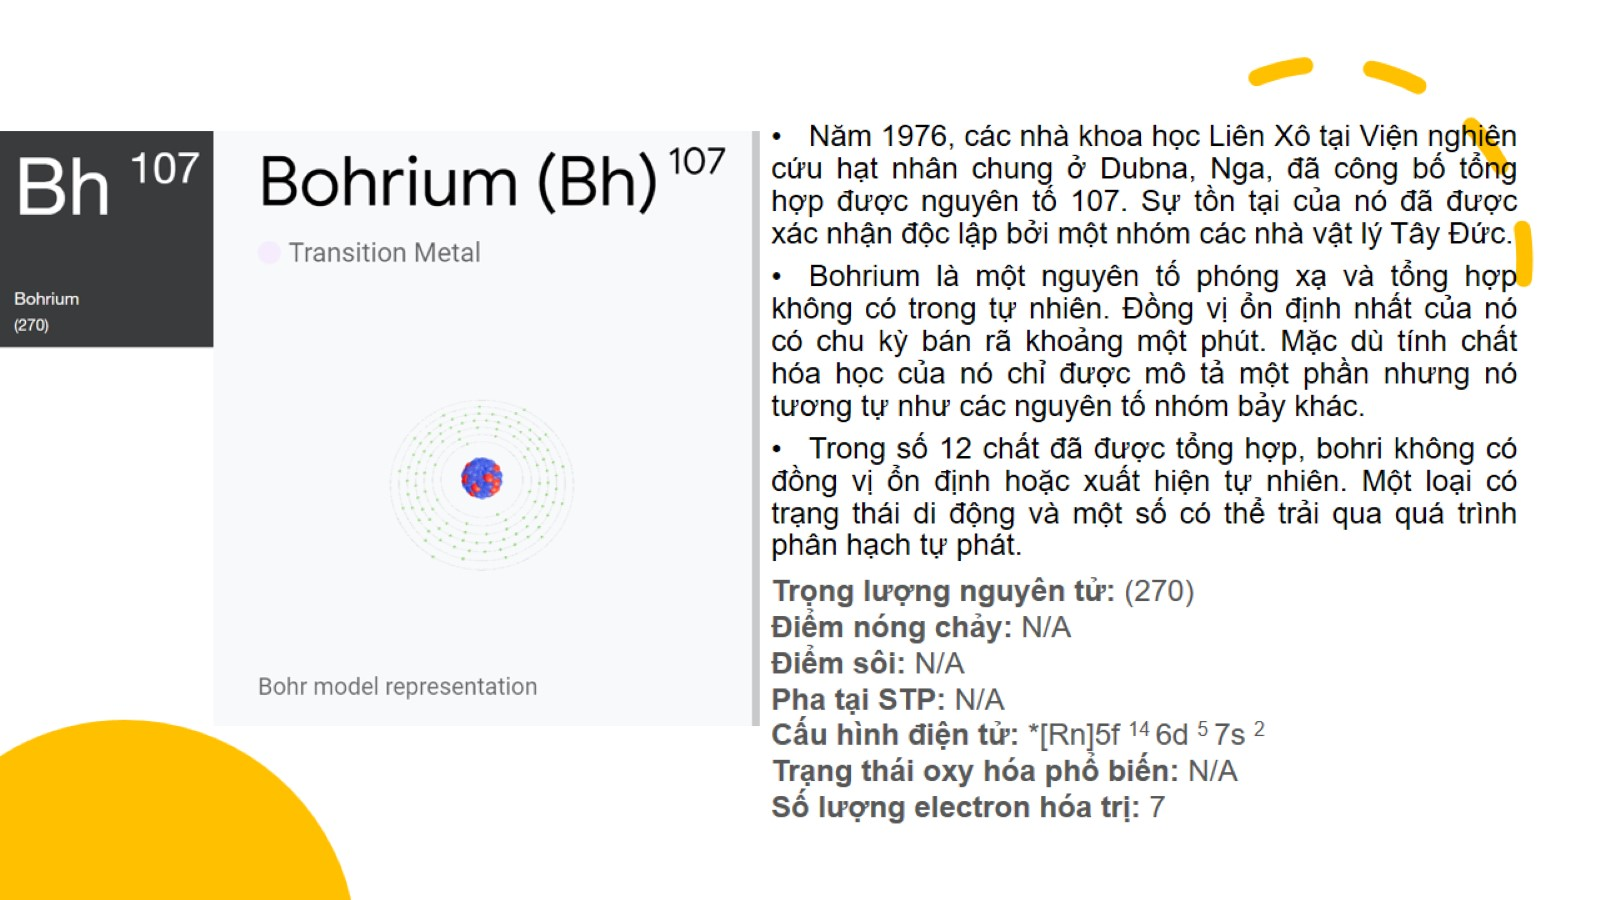 Bh 107
Bohrium
(270)
Bohrium (Bh) 107
Transition Metal
Bohr model representation
• Năm 1976, các nhà khoa học Liên Xô tại Viện nghiên
cứu hạt nhân chung ở Dubna, Nga, đã công bố tổng
hợp được nguyên tố 107. Sự tồn tại của nó đã được
xác nhận độc lập bởi một nhóm các nhà vật lý Tây Đức.
• Bohrium là một nguyên tố phóng xạ và tổng hợp
không có trong tự nhiên. Đồng vị ổn định nhất của nó
có chu kỳ bán rã khoảng một phút. Mặc dù tính chất
hóa học của nó chỉ được mô tả một phần nhưng nó
tương tự như các nguyên tố nhóm bảy khác.
• Trong số 12 chất đã được tổng hợp, bohri không có
đồng vị ổn định hoặc xuất hiện tự nhiên. Một loại có
trạng thái di động và một số có thể trải qua quá trình
phân hạch tự phát.
Trọng lượng nguyên tử: (270)
Điểm nóng chảy: N/A
Điểm sôi: N/A
Pha tại STP: N/A
Cấu hình điện tử: *[Rn]5f 14 6d 5 7s 2
Trạng thái oxy hóa phổ biến: N/A
Số lượng electron hóa trị: 7